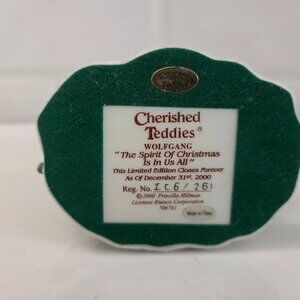 Cherished
Teddies®
WOLFGANG
"The Spirit Of Christmas
Is In Us All"
This Limited Edition Closes Forever
As Of December 31st, 2000
Reg. No. IC6/261
©2000 Priscilla Hillman
Licensee Enesco Corporation
706701
Made in China